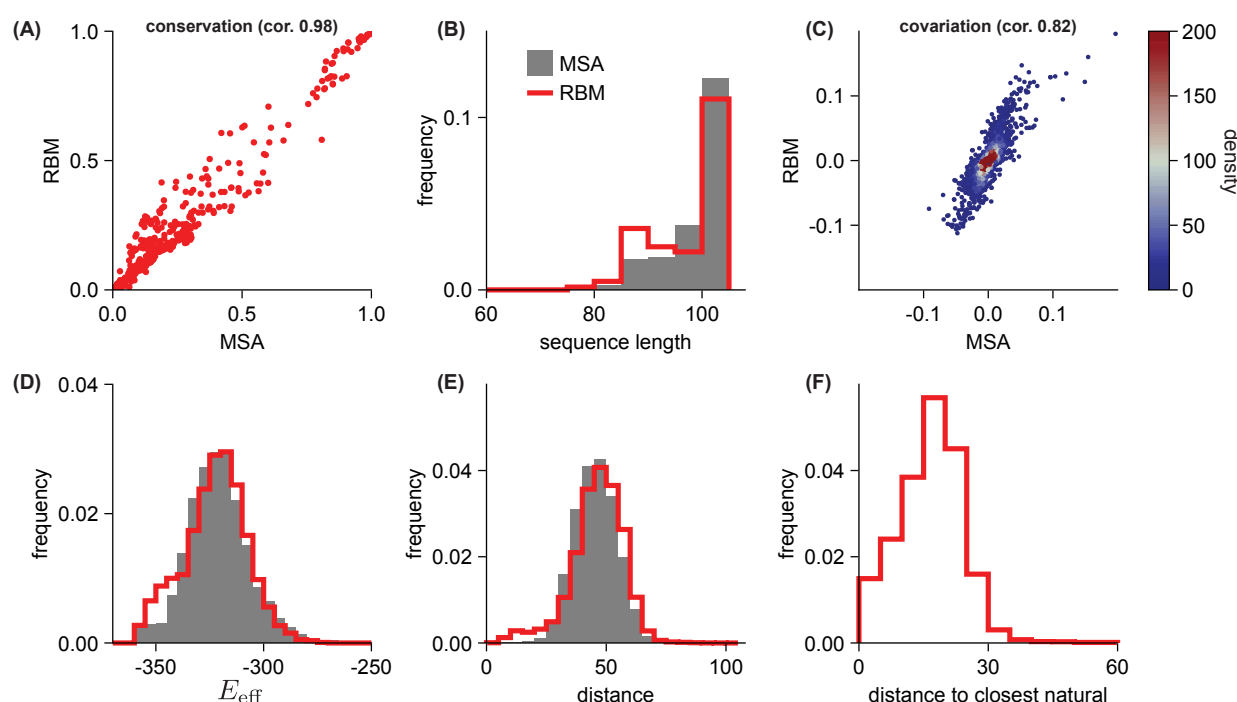 (A)
conservation (cor. 0.98)
1.0
0.5
0.0
RBM
0.0 0.5 1.0
MSA
(B)
MSA
RBM
0.1
0.0
frequency
60 80 100
sequence length
(C)
covariation (cor. 0.82)
0.1
0.0
-0.1
RBM
-0.1 0.0 0.1
MSA
200
150
100
50
0
density
(D)
0.04
0.02
0.00
frequency
-350 -300 -250
E_eff
(E)
0.04
0.02
0.00
frequency
0 50 100
distance
(F)
0.04
0.02
0.00
frequency
0 30 60
distance to closest natural